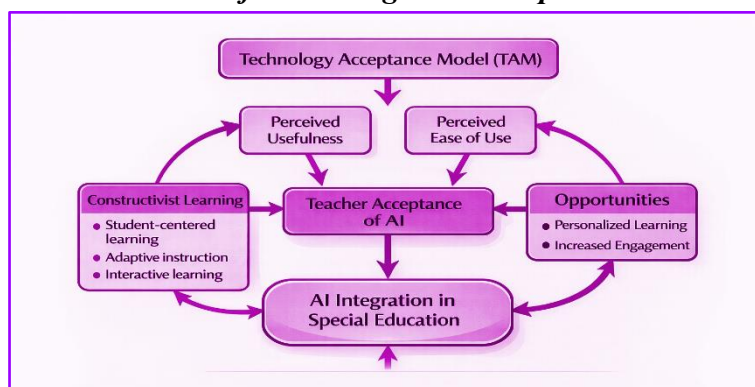 Technology Acceptance Model (TAM)
Perceived
Usefulness
Perceived
Ease of Use
Constructivist Learning
• Student-centered
learning
• Adaptive instruction
• Interactive learning
Teacher Acceptance
of AI
Opportunities
• Personalized Learning
• Increased Engagement
AI Integration in
Special Education